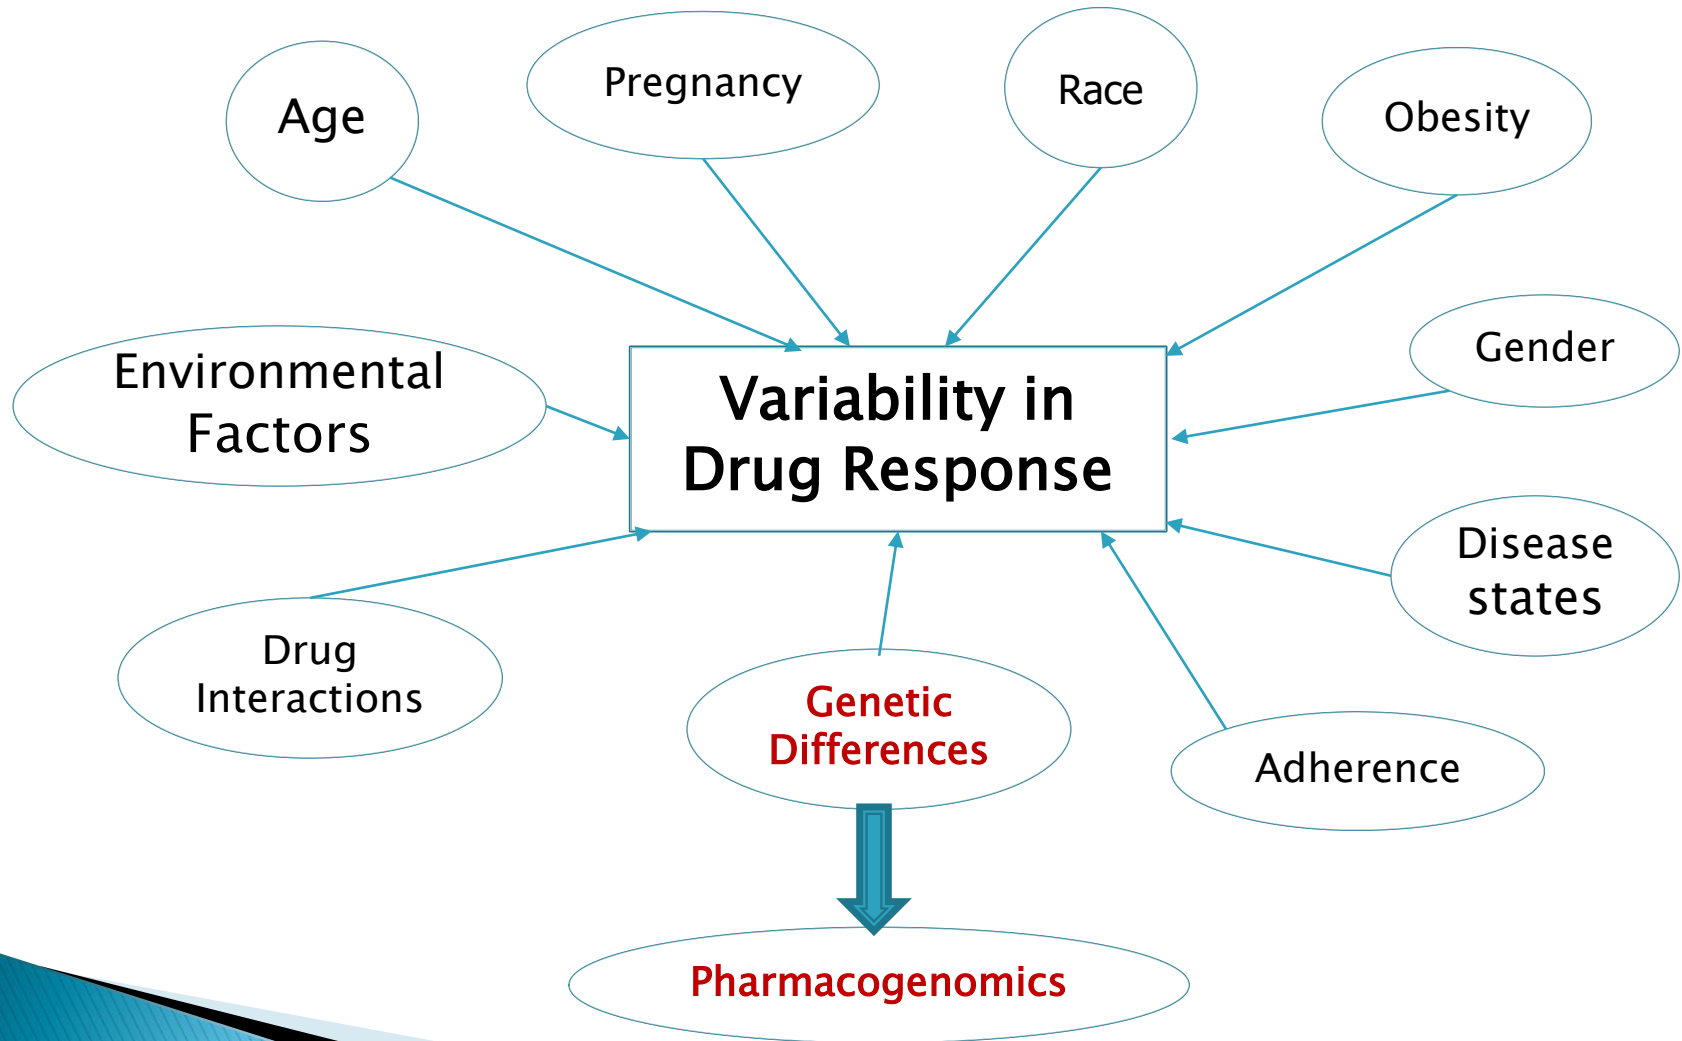 Age
Pregnancy
Race
Obesity
Environmental
Factors
Variability in
Drug Response
Gender
Disease
states
Drug
Interactions
Genetic
Differences
Adherence
Pharmacogenomics